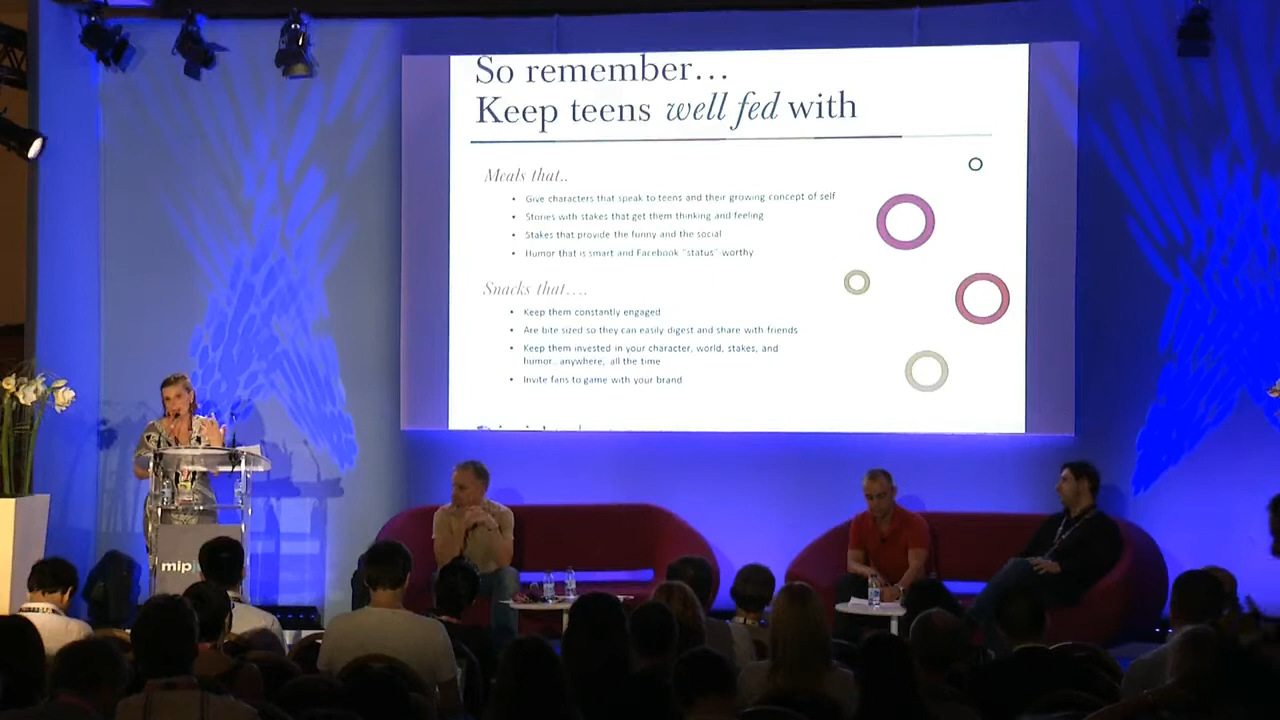 So remember…
Keep teens well fed with
Meals that..
• Give characters that speak to teens and their growing concept of self
• Stories with stakes that get them thinking and feeling
• Stakes that provide the funny and the social
• Humor that is smart and Facebook "status" worthy
Snacks that….
• Keep them constantly engaged
• Are bite sized so they can easily digest and share with friends
• Keep them invested in your character, world, stakes, and
humor.. anywhere, all the time
• Invite fans to game with your brand
mip